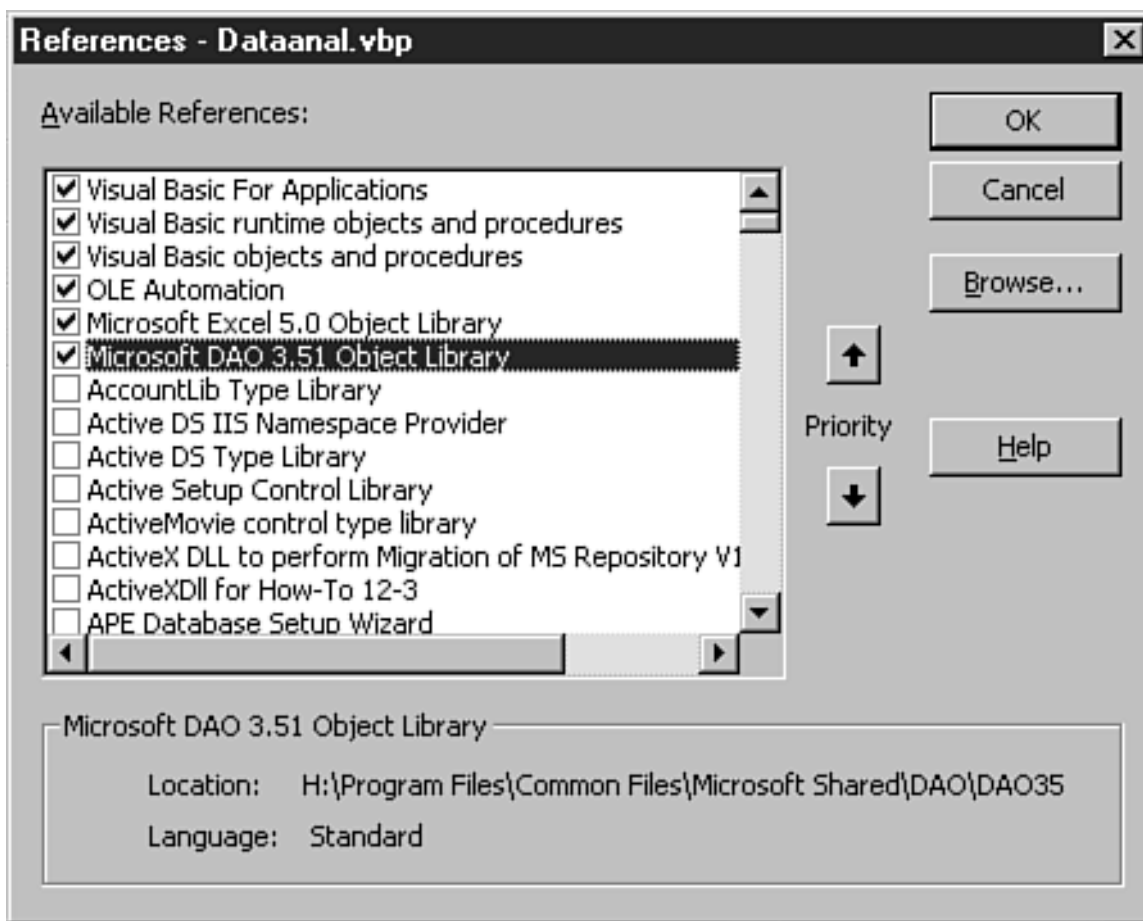 References - Dataanal.vbp
Available References:
OK
Cancel
Browse...
Visual Basic For Applications
Visual Basic runtime objects and procedures
Visual Basic objects and procedures
OLE Automation
Microsoft Excel 5.0 Object Library
Microsoft DAO 3.51 Object Library
AccountLib Type Library
Active DS IIS Namespace Provider
Active DS Type Library
Active Setup Control Library
ActiveMovie control type library
ActiveX DLL to perform Migration of MS Repository V1
ActiveXDll for How-To 12-3
APE Database Setup Wizard
Priority
Help
Microsoft DAO 3.51 Object Library
Location: H:\Program Files\Common Files\Microsoft Shared\DAO\DAO35
Language: Standard